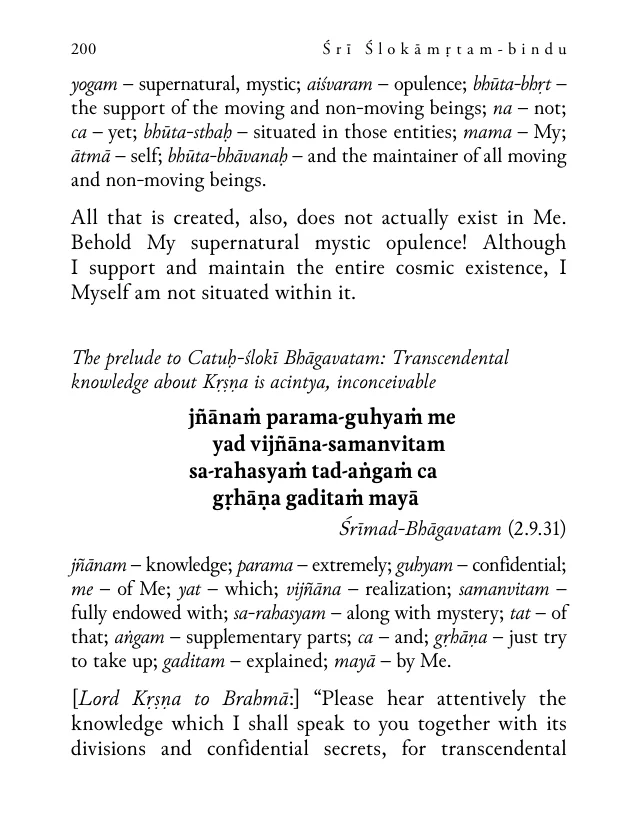 200 Śrī Ślokāmṛtam-bindu
yogam – supernatural, mystic; aiśvaram – opulence; bhūta-bhṛt –
the support of the moving and non-moving beings; na – not;
ca – yet; bhūta-sthaḥ – situated in those entities; mama – My;
ātmā – self; bhūta-bhāvanaḥ – and the maintainer of all moving
and non-moving beings.
All that is created, also, does not actually exist in Me.
Behold My supernatural mystic opulence! Although
I support and maintain the entire cosmic existence, I
Myself am not situated within it.
The prelude to Catuḥ-ślokī Bhāgavatam: Transcendental
knowledge about Kṛṣṇa is acintya, inconceivable
jñānaṁ parama-guhyaṁ me
yad vijñāna-samanvitam
sa-rahasyaṁ tad-aṅgaṁ ca
gṛhāṇa gaditaṁ mayā
Śrīmad-Bhāgavatam (2.9.31)
jñānam – knowledge; parama – extremely; guhyam – confidential;
me – of Me; yat – which; vijñāna – realization; samanvitam –
fully endowed with; sa-rahasyam – along with mystery; tat – of
that; aṅgam – supplementary parts; ca – and; gṛhāṇa – just try
to take up; gaditam – explained; mayā – by Me.
[Lord Kṛṣṇa to Brahmā:] “Please hear attentively the
knowledge which I shall speak to you together with its
divisions and confidential secrets, for transcendental